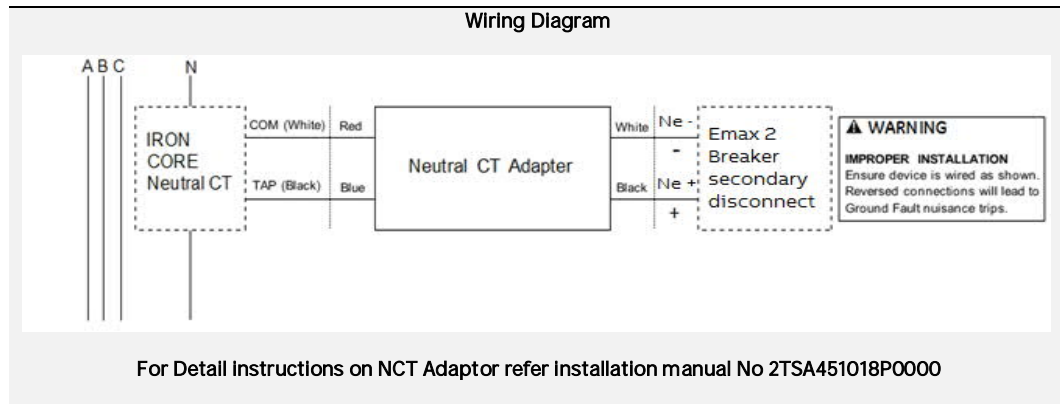 Wiring Diagram
A B C
N
IRON
CORE
Neutral CT
COM (White)
Red
TAP (Black)
Blue
Neutral CT Adapter
White
Ne -
-
Black
Ne +
+
Emax 2
Breaker
secondary
disconnect
⚠ WARNING
IMPROPER INSTALLATION
Ensure device is wired as shown.
Reversed connections will lead to
Ground Fault nuisance trips.
For Detail instructions on NCT Adaptor refer installation manual No 2TSA451018P0000